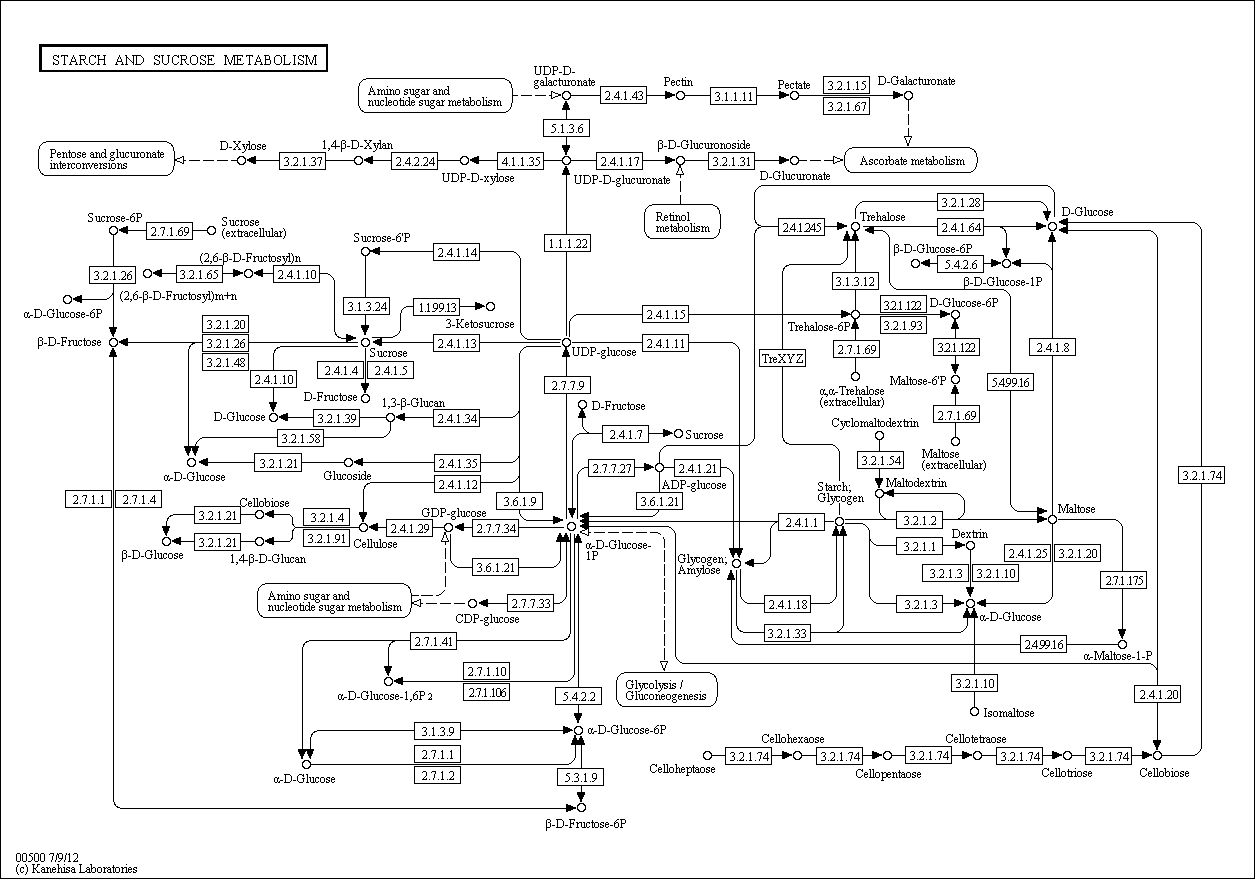 STARCH AND SUCROSE METABOLISM
UDP-D-
galacturonate
Amino sugar and
nucleotide sugar metabolism
2.4.1.43
Pectin
3.1.1.11
Pectate
3.2.1.15
3.2.1.67
D-Galacturonate
5.1.3.6
Pentose and glucuronate
interconversions
D-Xylose
3.2.1.37
1,4-β-D-Xylan
2.4.2.24
UDP-D-xylose
4.1.1.35
2.4.1.17
UDP-D-glucuronate
β-D-Glucuronoside
3.2.1.31
D-Glucuronate
Ascorbate metabolism
Retinol
metabolism
Sucrose-6P
2.7.1.69
Sucrose
(extracellular)
Sucrose-6'P
2.4.1.14
1.1.1.22
2.4.1.245
Trehalose
3.2.1.28
2.4.1.64
D-Glucose
β-D-Glucose-6P
5.4.2.6
β-D-Glucose-1P
3.2.1.26
3.2.1.65
(2,6-β-D-Fructosyl)n
2.4.1.10
(2,6-β-D-Fructosyl)m+n
α-D-Glucose-6P
3.1.3.24
1.1.99.13
3-Ketosucrose
3.1.3.12
2.4.1.15
Trehalose-6P
3.2.1.122
3.2.1.93
D-Glucose-6P
β-D-Fructose
3.2.1.20
3.2.1.26
3.2.1.48
Sucrose
2.4.1.13
UDP-glucose
2.4.1.11
TreXYZ
2.7.1.69
3.2.1.122
2.4.1.8
2.4.1.10
2.4.1.4
2.4.1.5
2.7.7.9
α,α-Trehalose
(extracellular)
Maltose-6'P
5.4.99.16
D-Fructose
D-Glucose
3.2.1.39
1,3-β-Glucan
2.4.1.34
D-Fructose
2.4.1.7
Sucrose
Cyclomaltodextrin
2.7.1.69
Maltose
(extracellular)
3.2.1.58
α-D-Glucose
3.2.1.21
Glucoside
2.4.1.35
2.7.7.27
ADP-glucose
2.4.1.21
3.2.1.54
Maltodextrin
3.2.1.74
2.4.1.12
3.6.1.9
3.6.1.21
Starch;
Glycogen
2.7.1.1
2.7.1.4
Cellobiose
3.2.1.21
3.2.1.4
3.2.1.91
3.2.1.21
β-D-Glucose
1,4-β-D-Glucan
Cellulose
2.4.1.29
GDP-glucose
2.7.7.34
α-D-Glucose-
1P
2.4.1.1
3.2.1.2
Maltose
3.2.1.1
Dextrin
2.4.1.25
3.2.1.20
3.6.1.21
Glycogen;
Amylose
3.2.1.3
3.2.1.10
2.7.1.175
Amino sugar and
nucleotide sugar metabolism
CDP-glucose
2.7.7.33
2.4.1.18
3.2.1.3
α-D-Glucose
3.2.1.33
2.7.1.41
2.4.99.16
α-Maltose-1-P
2.7.1.10
2.7.1.106
α-D-Glucose-1,6P2
5.4.2.2
Glycolysis /
Gluconeogenesis
3.2.1.10
Isomaltose
2.4.1.20
3.1.3.9
α-D-Glucose-6P
2.7.1.1
2.7.1.2
α-D-Glucose
5.3.1.9
β-D-Fructose-6P
Celloheptaose
3.2.1.74
Cellohexaose
3.2.1.74
Cellopentaose
3.2.1.74
Cellotetraose
3.2.1.74
Cellotriose
3.2.1.74
Cellobiose
00500 7/9/12
(c) Kanehisa Laboratories